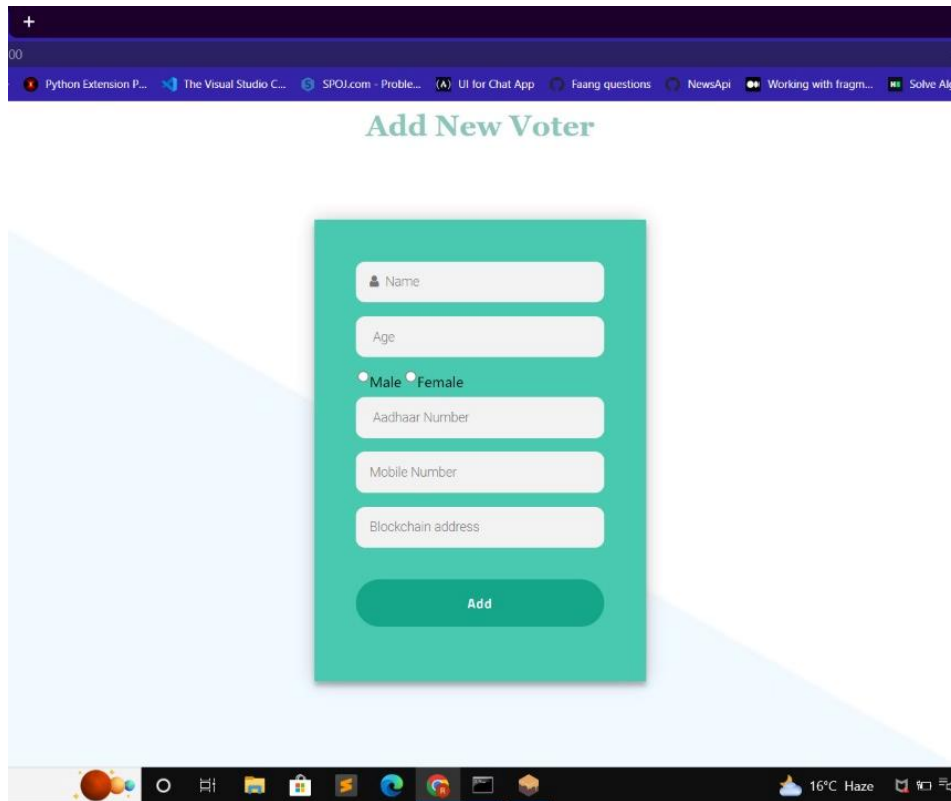 +
00
Python Extension P... The Visual Studio C... SPOJ.com - Proble... UI for Chat App Faang questions NewsApi Working with fragm... Solve Alg
Add New Voter
Name
Age
Male Female
Aadhaar Number
Mobile Number
Blockchain address
Add
16°C Haze